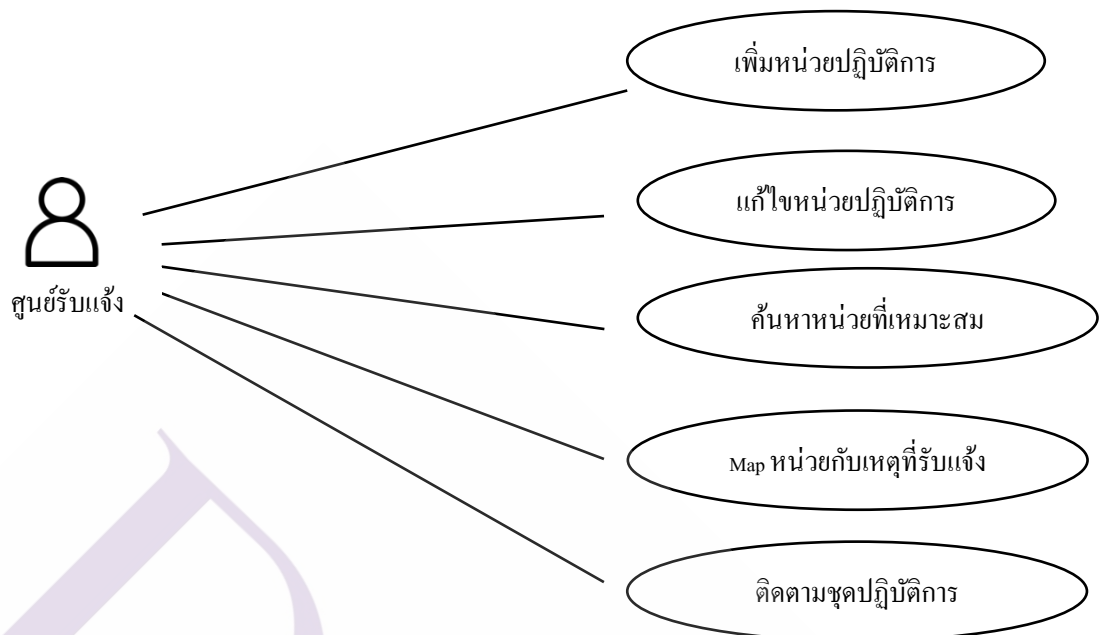 เพิ่มหน่วยปฏิบัติการ
แก้ไขหน่วยปฏิบัติการ
ศูนย์รับแจ้ง
ค้นหาหน่วยที่เหมาะสม
Map หน่วยกับเหตุที่รับแจ้ง
ติดตามชุดปฏิบัติการ